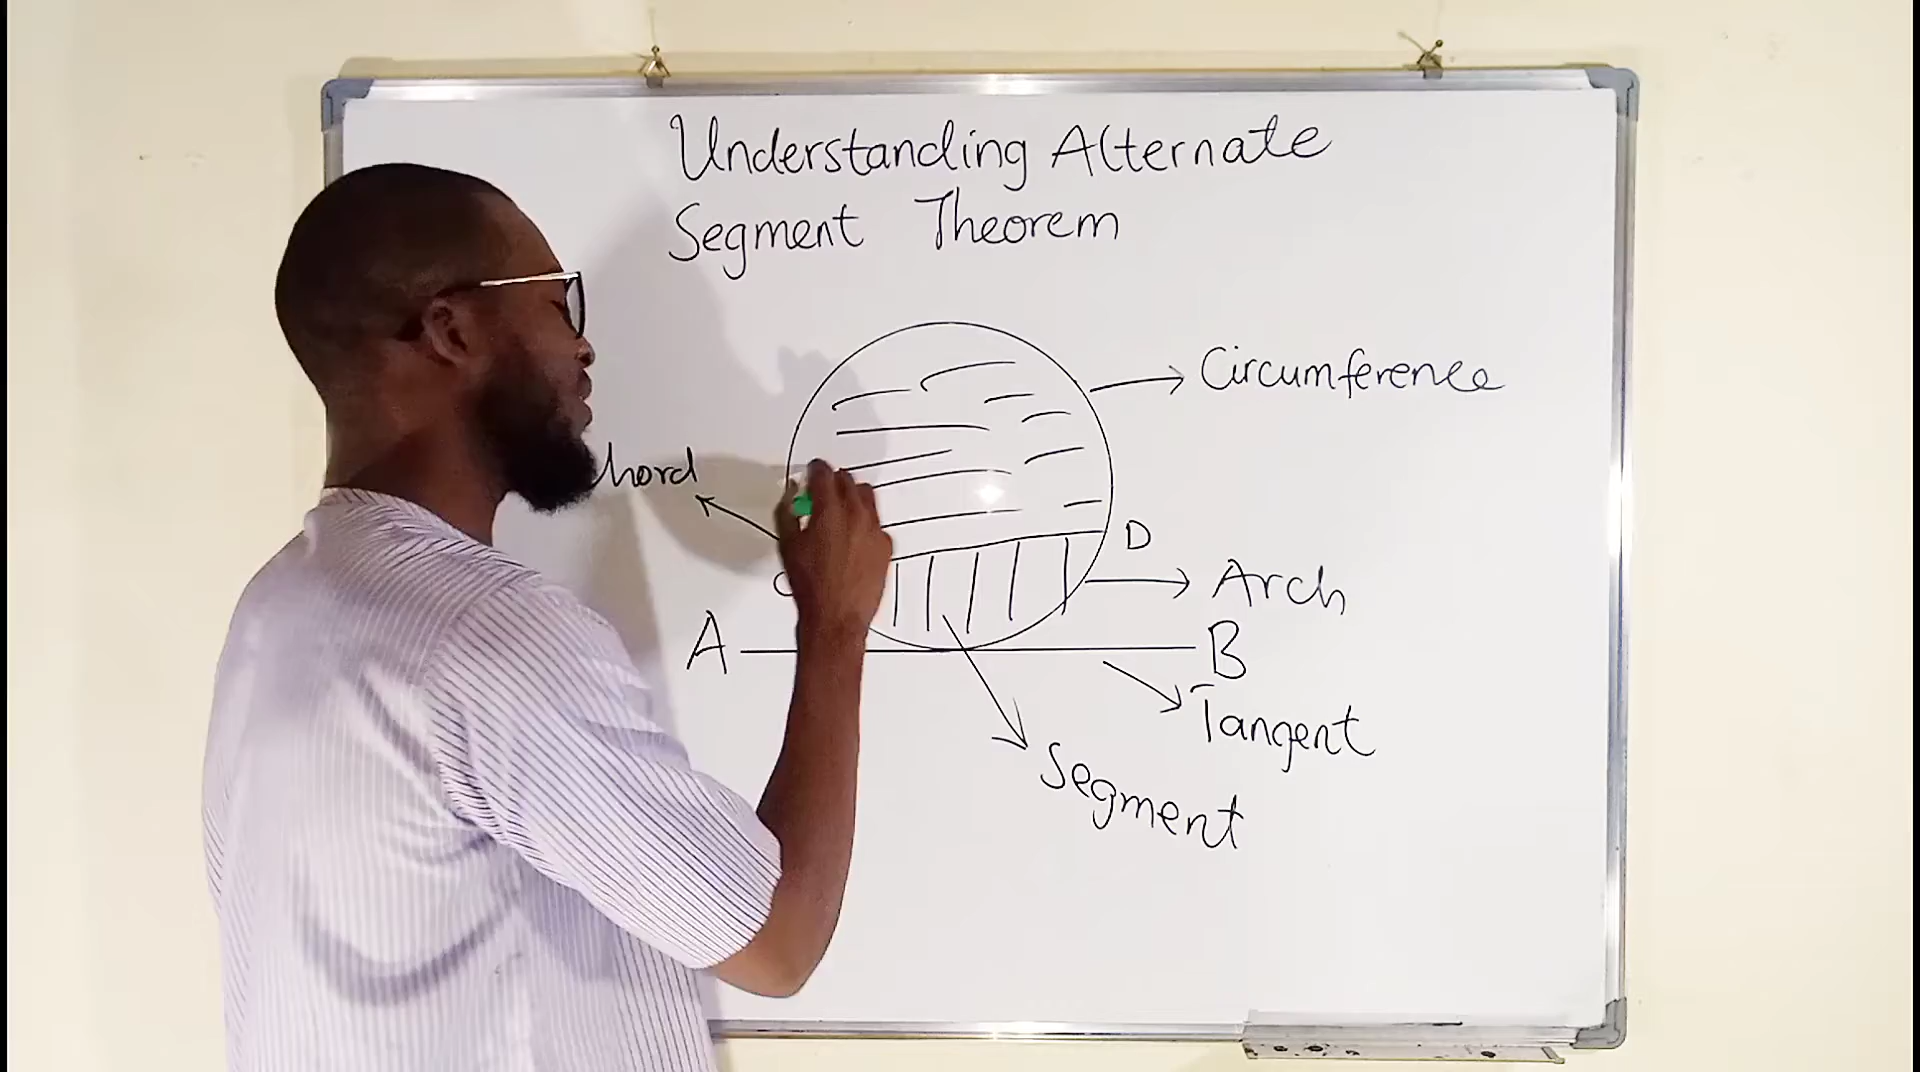 Understanding Alternate
Segment Theorem
Circumference
hord
D
C
Arch
A
B
Tangent
Segment